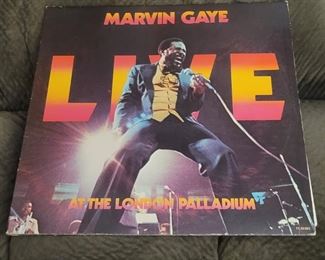 MARVIN GAYE
LIVE
AT THE LONDON PALLADIUM